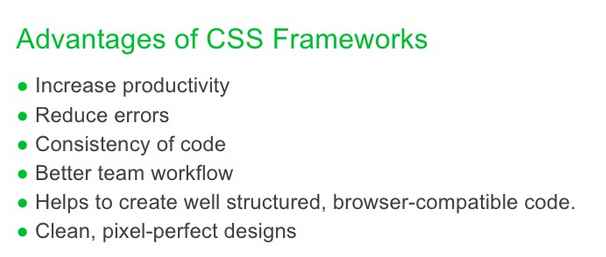 Advantages of CSS Frameworks
● Increase productivity
● Reduce errors
● Consistency of code
● Better team workflow
● Helps to create well structured, browser-compatible code.
● Clean, pixel-perfect designs